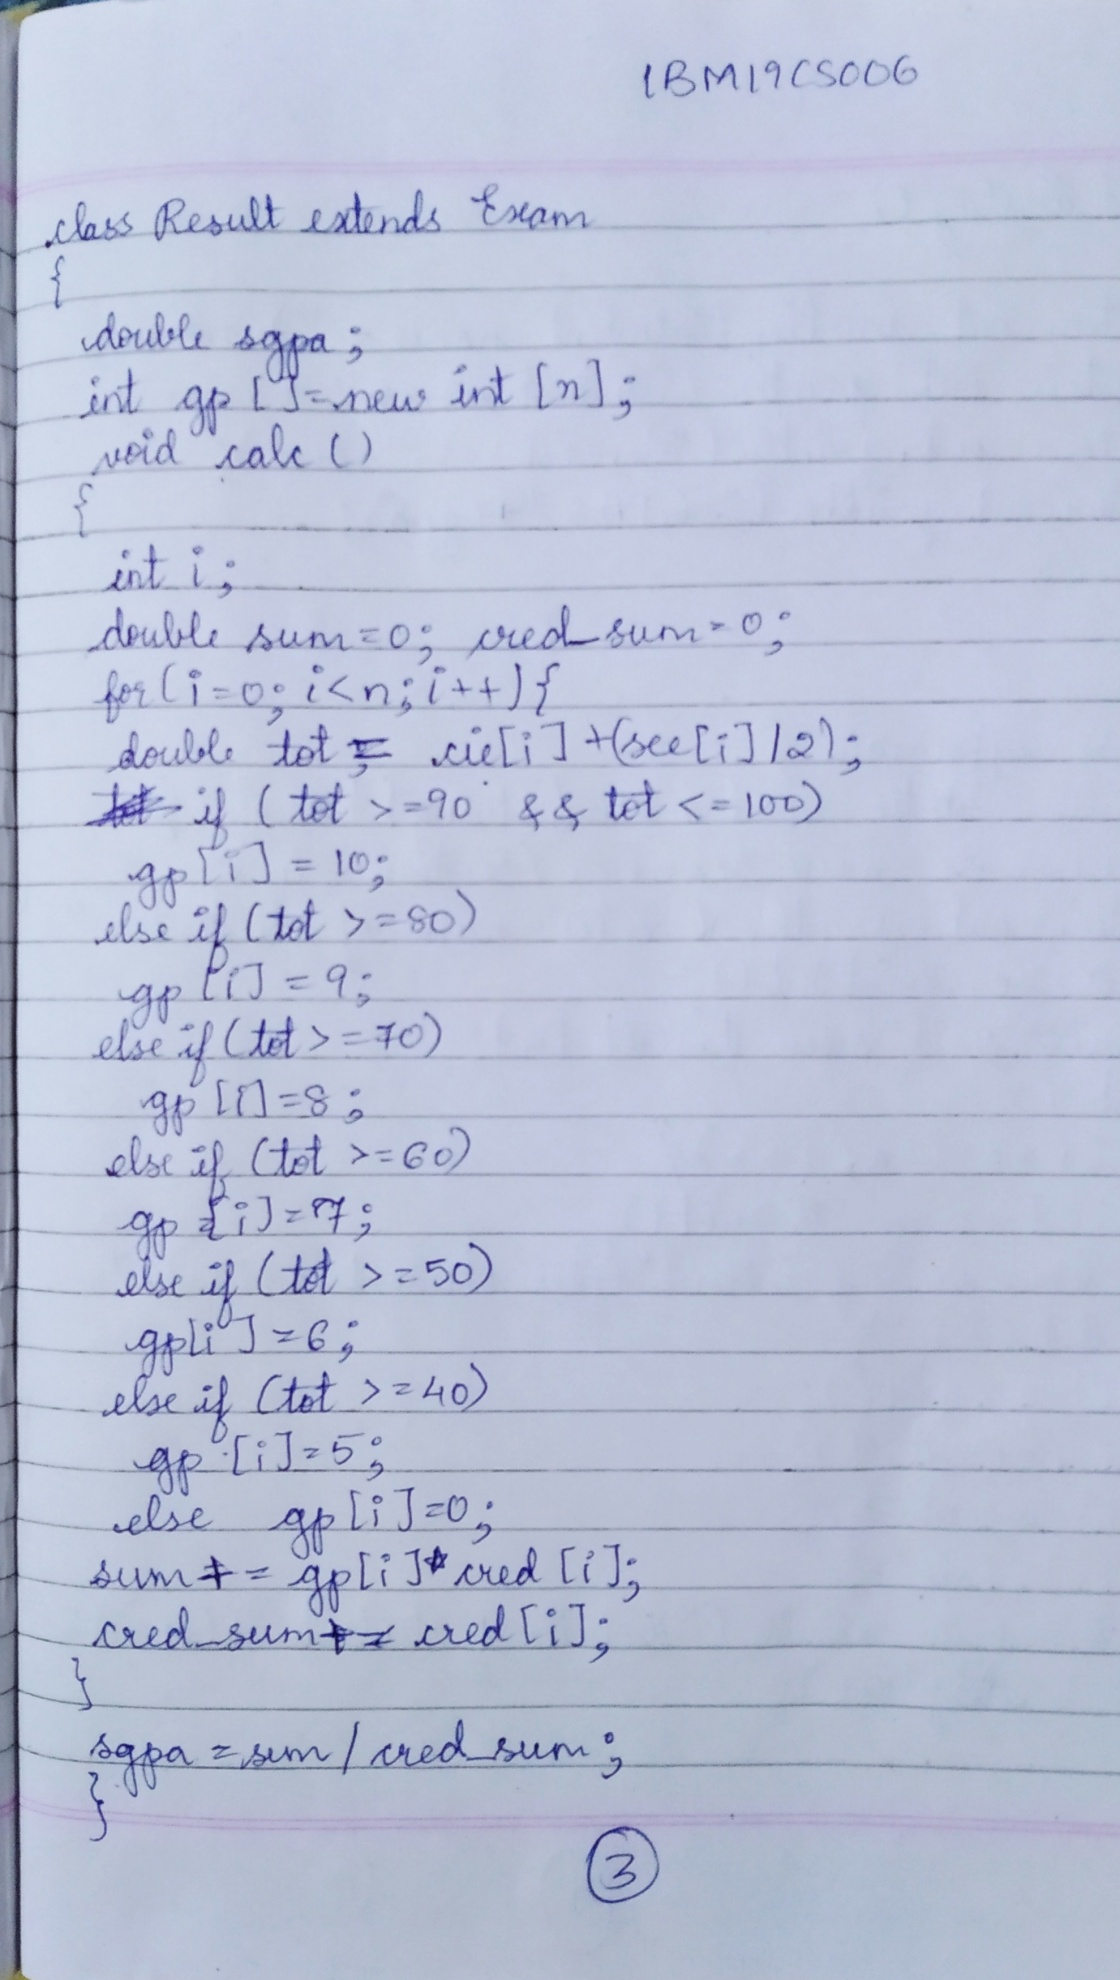 1BM19CS006
class Result extends Exam
{
double sgpa;
int gp[]=new int [n];
void calc()
{
int i;
double sum=0; cred_sum=0;
for(i=0; i<n; i++){
double tot = cie[i]+(see[i]/2);
if (tot >=90 && tot <=100)
gp[i] = 10;
else if (tot >=80)
gp[i] = 9;
else if (tot >=70)
gp[i]=8;
else if (tot >=60)
gp[i]=7;
else if (tot >=50)
gp[i]=6;
else if (tot >=40)
gp[i]=5;
else gp[i]=0;
sum+= gp[i]*cred[i];
cred_sum+= cred[i];
}
sgpa = sum/cred_sum;
}
3